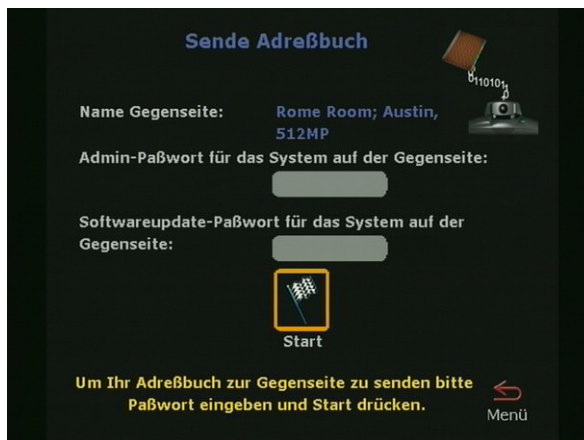 Sende Adreßbuch
0110101
Name Gegenseite:
Rome Room; Austin,
512MP
Admin-Paßwort für das System auf der Gegenseite:
Softwareupdate-Paßwort für das System auf der
Gegenseite:
Start
Um Ihr Adreßbuch zur Gegenseite zu senden bitte
Paßwort eingeben und Start drücken.
Menü